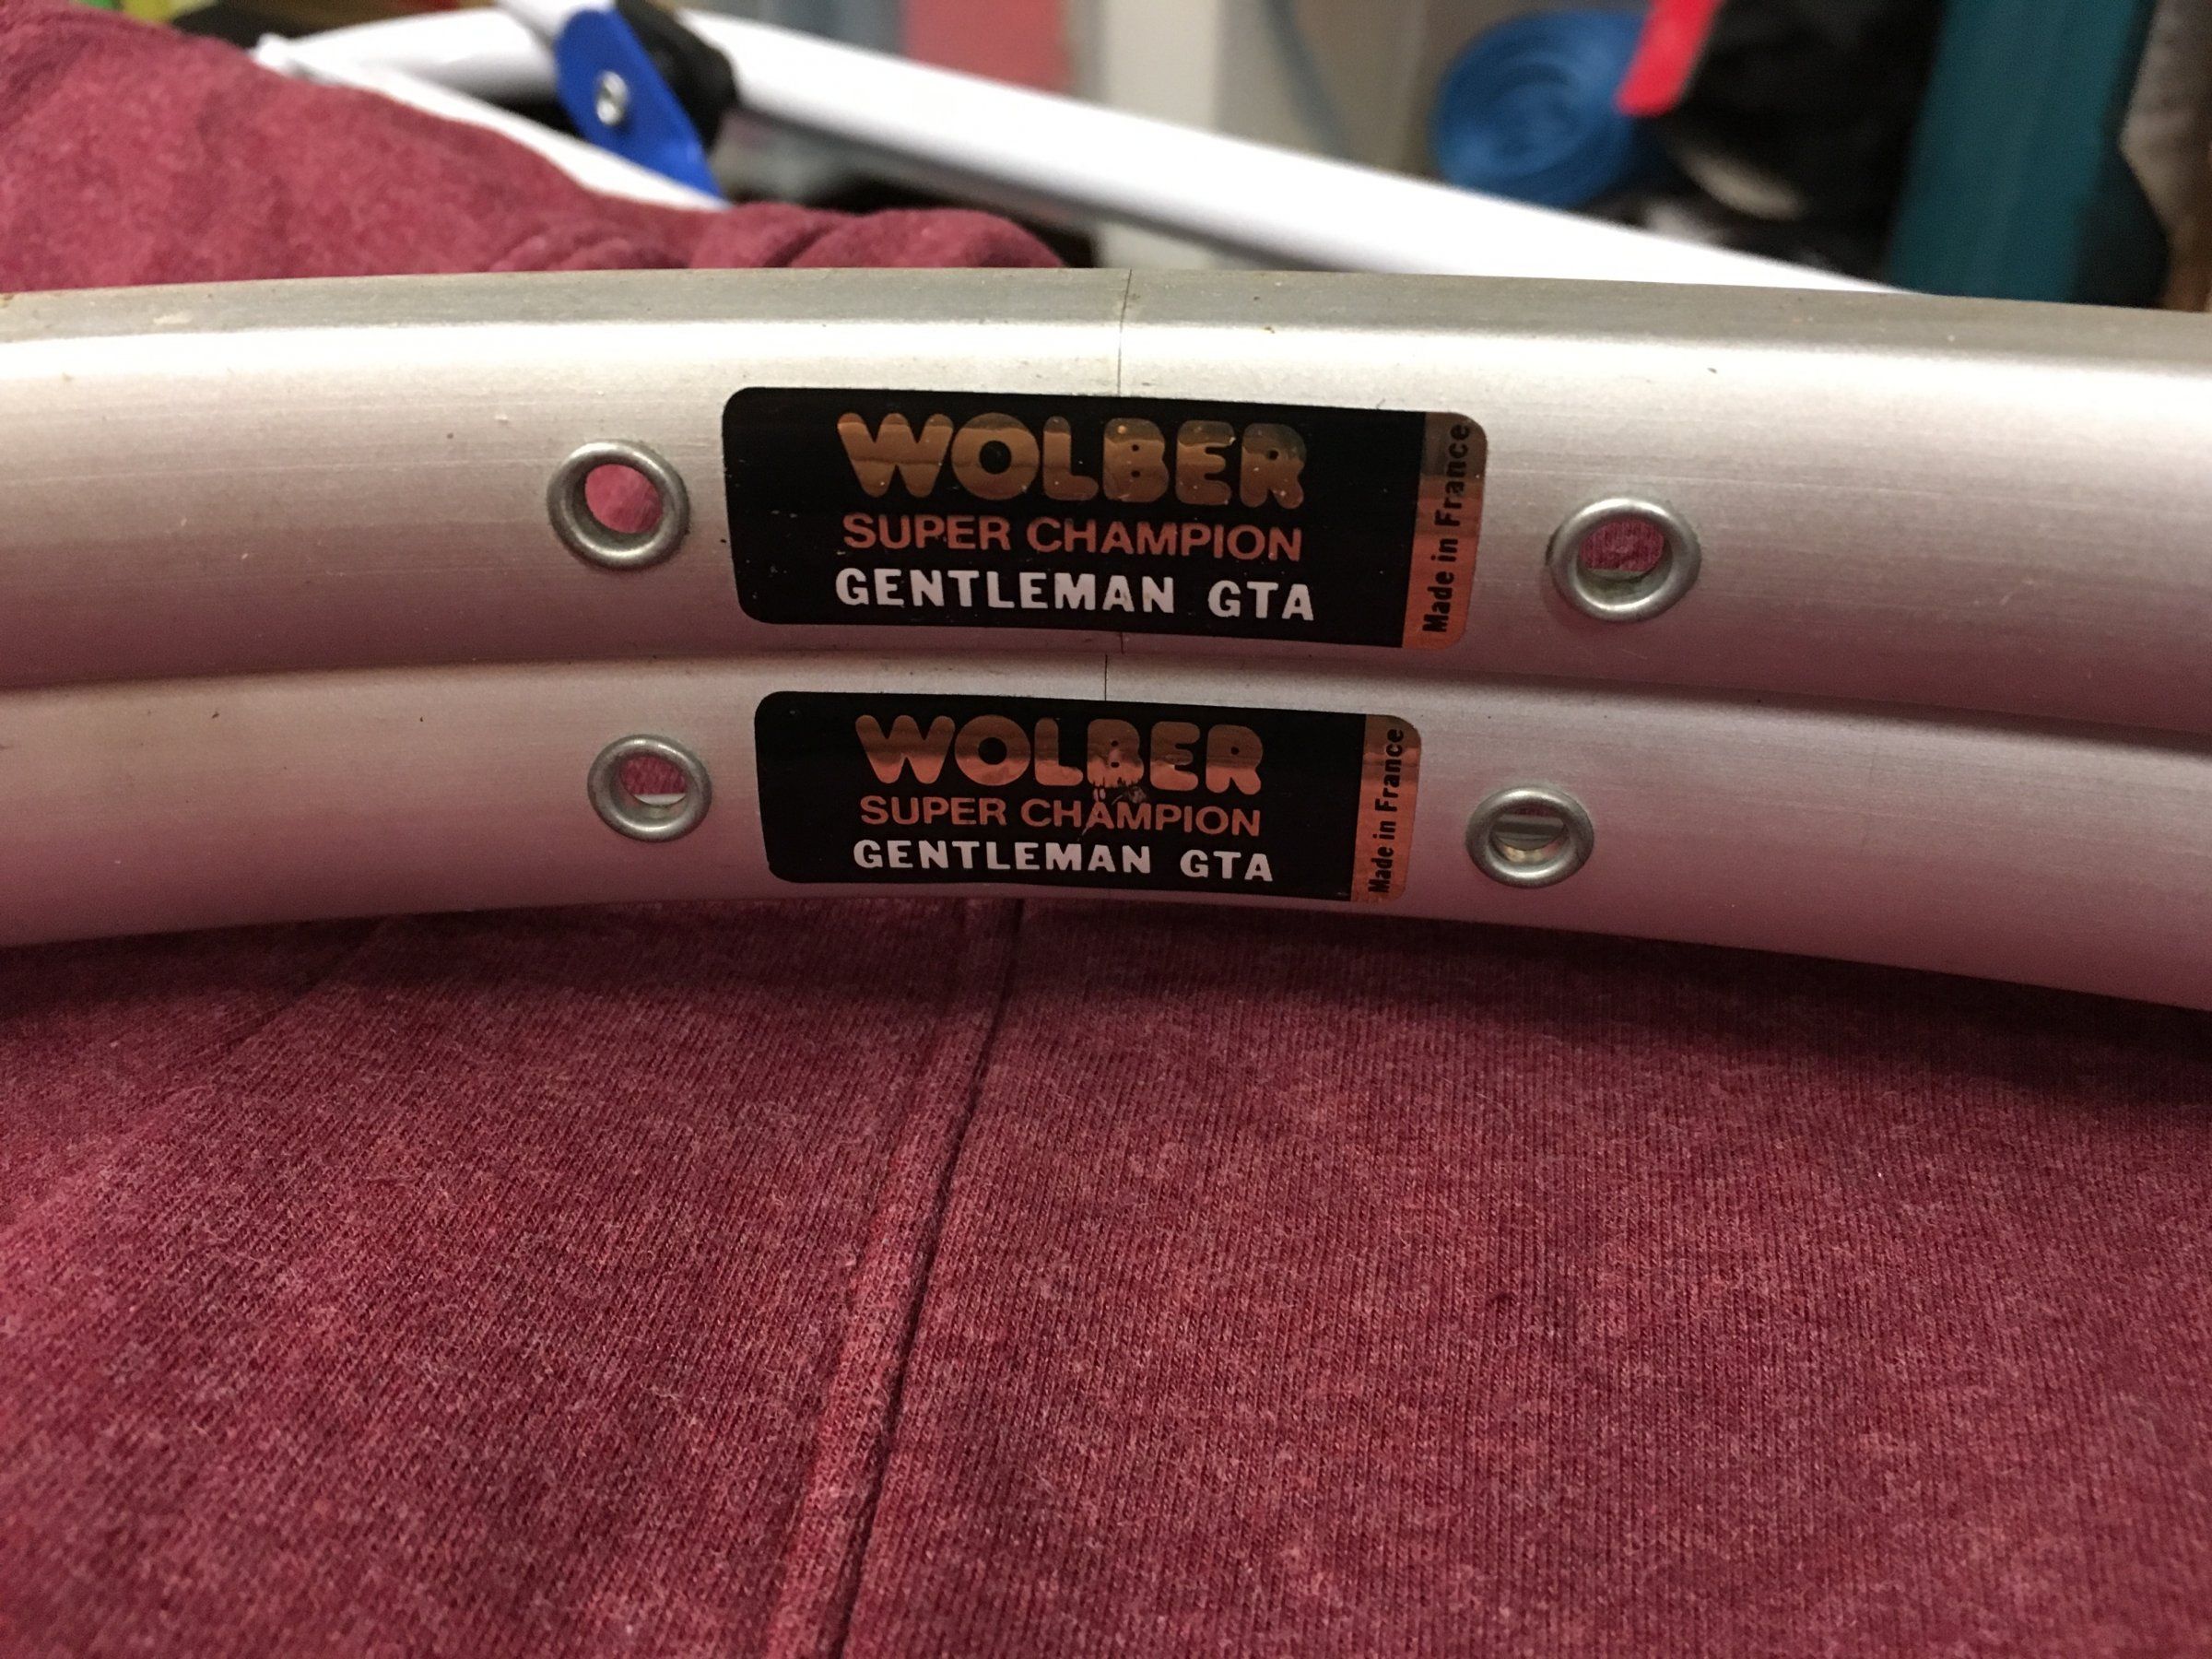 WOLBER
SUPER CHAMPION
GENTLEMAN GTA
Made in France
WOLBER
SUPER CHAMPION
GENTLEMAN GTA
Made in France